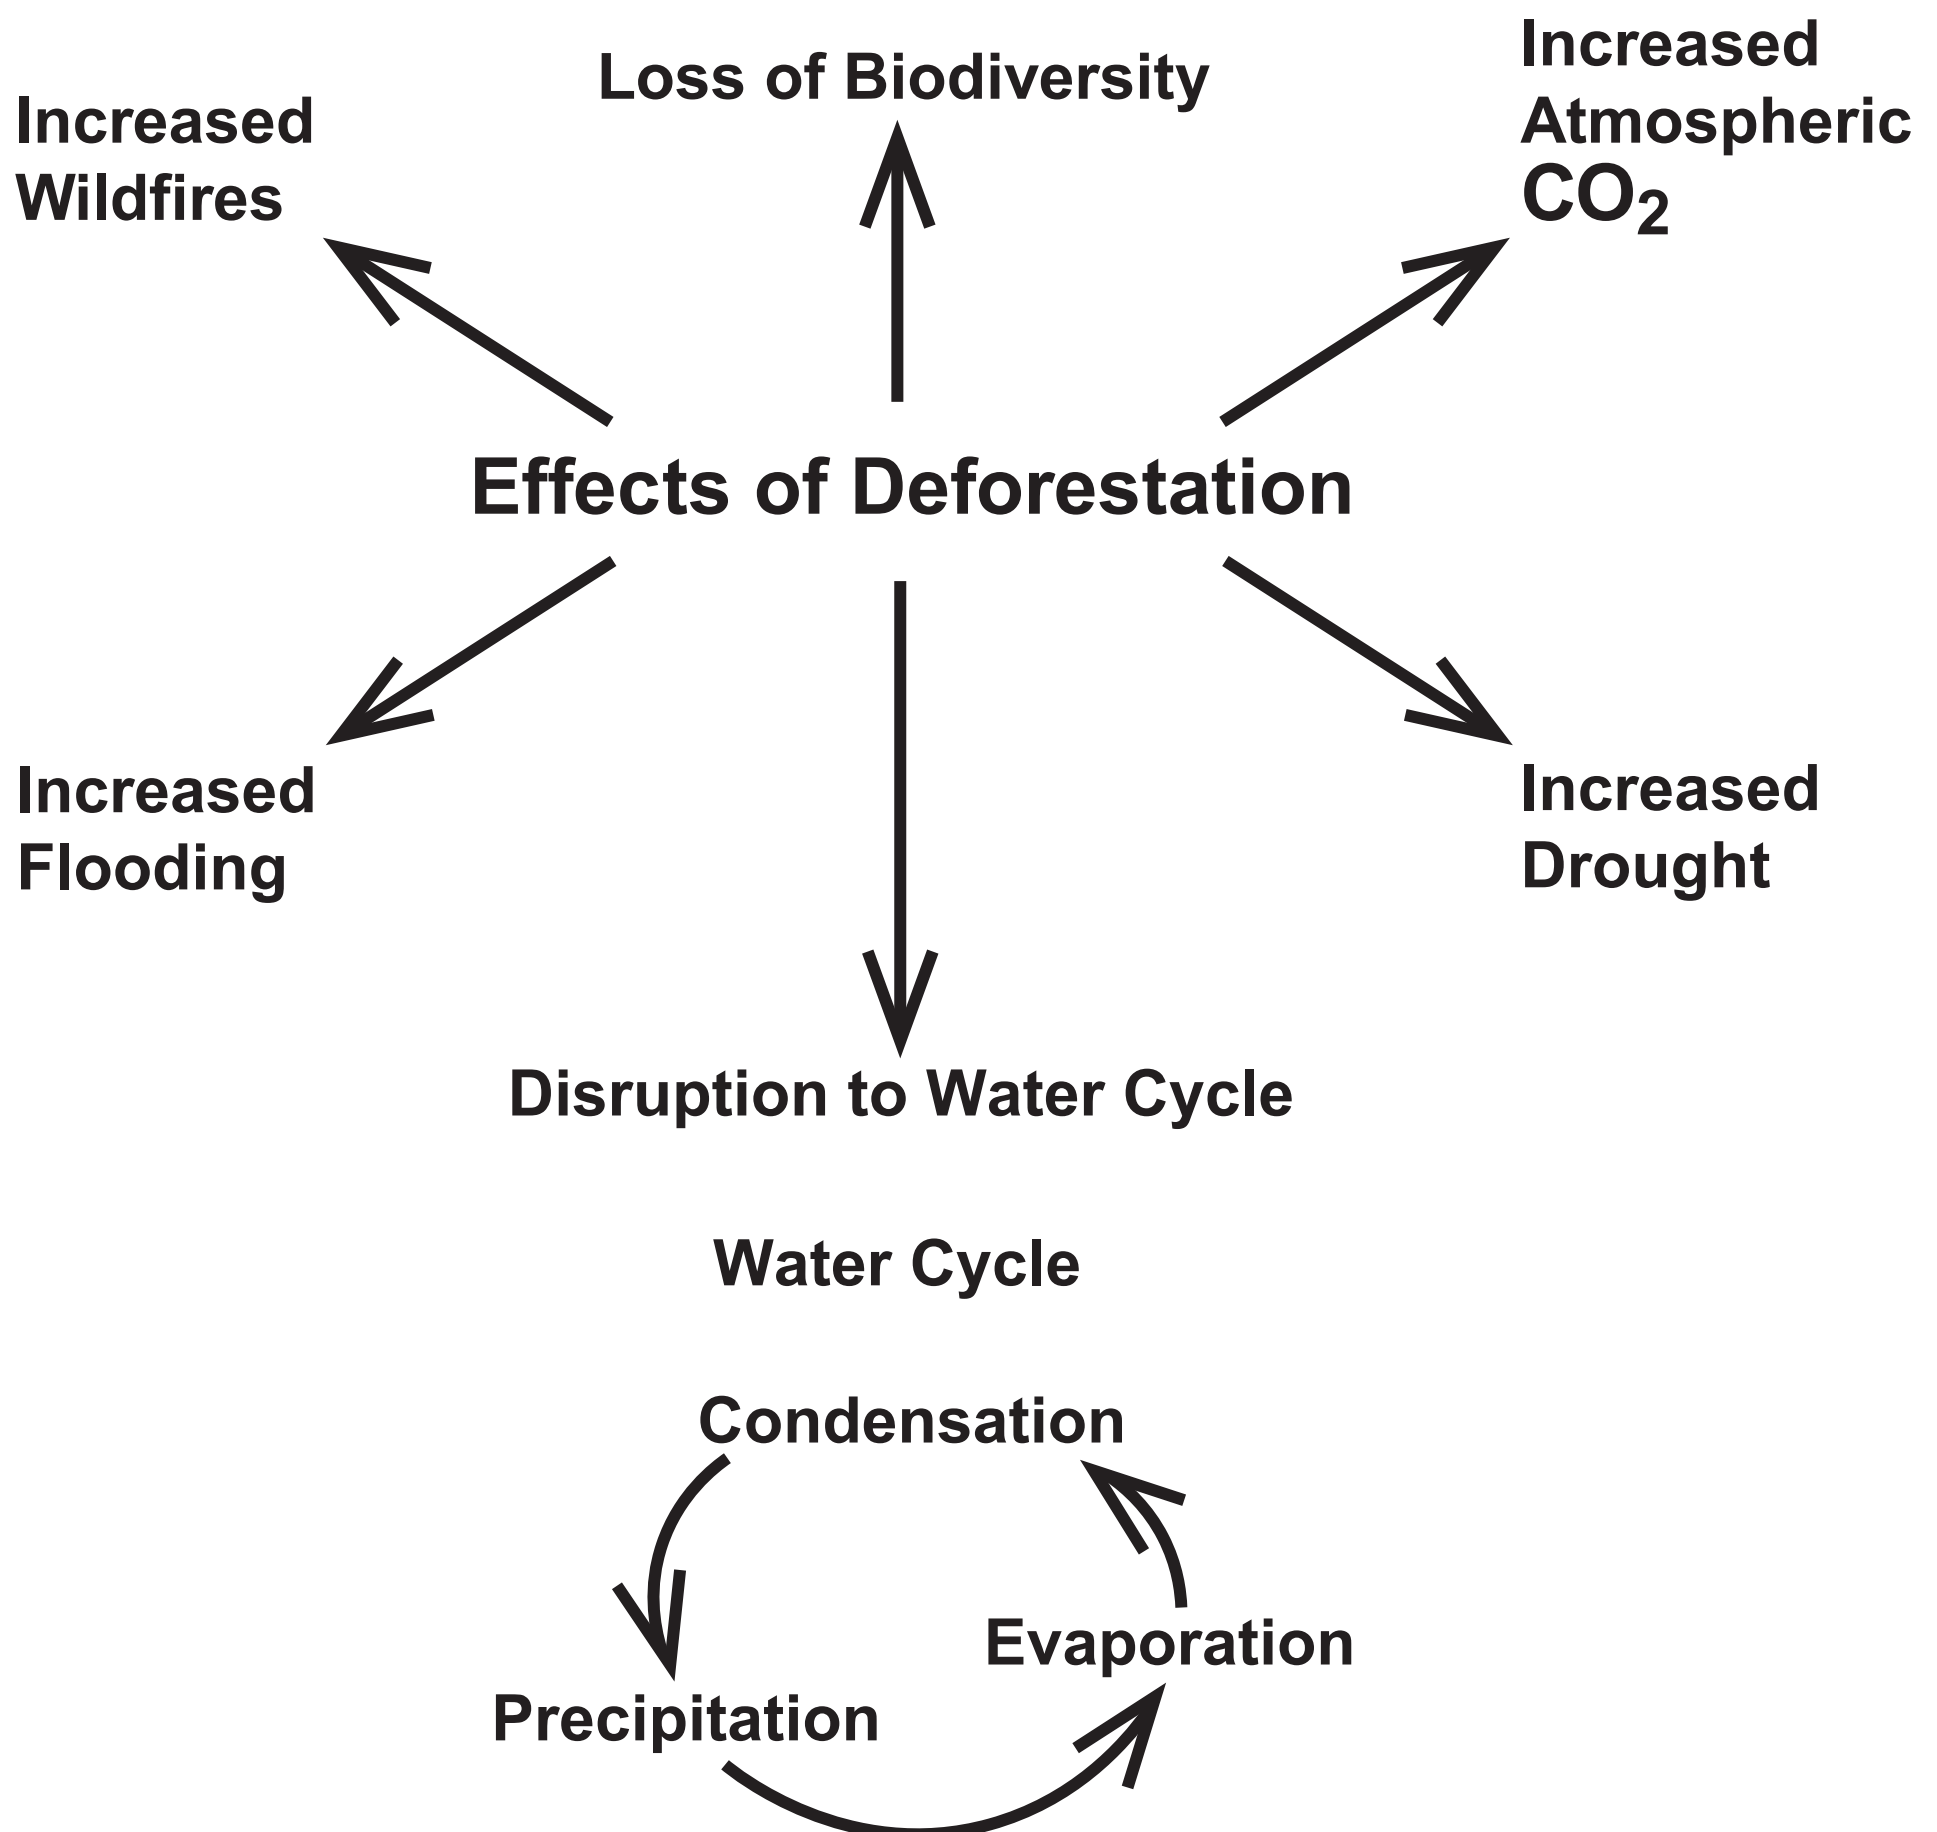 Loss of Biodiversity
Increased
Atmospheric
CO₂
Increased
Wildfires
Effects of Deforestation
Increased
Flooding
Increased
Drought
Disruption to Water Cycle
Water Cycle
Condensation
Evaporation
Precipitation